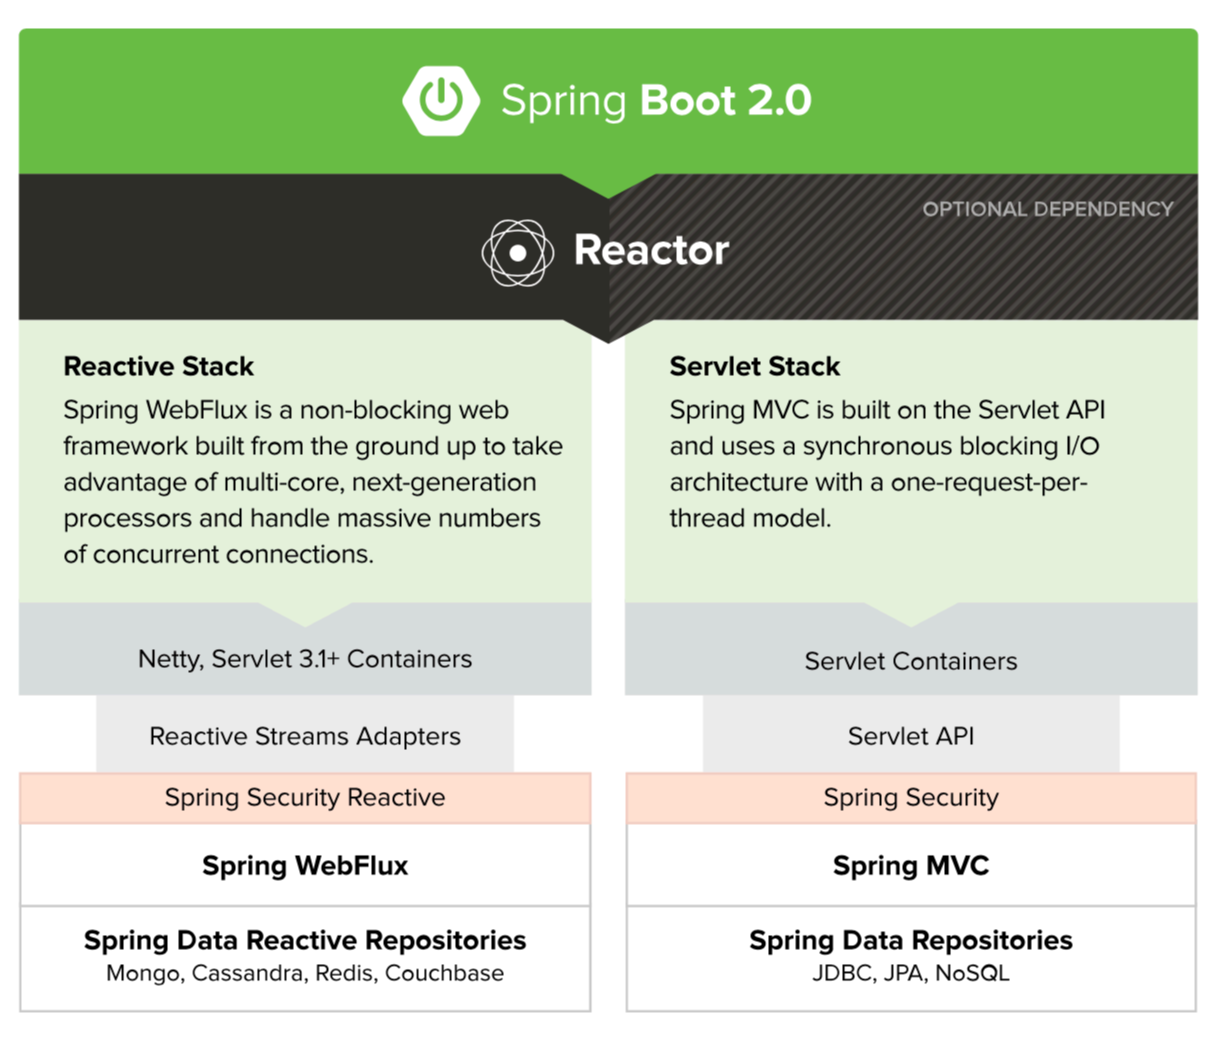 Spring Boot 2.0
OPTIONAL DEPENDENCY
Reactor
Reactive Stack
Spring WebFlux is a non-blocking web
framework built from the ground up to take
advantage of multi-core, next-generation
processors and handle massive numbers
of concurrent connections.
Netty, Servlet 3.1+ Containers
Reactive Streams Adapters
Spring Security Reactive
Spring WebFlux
Spring Data Reactive Repositories
Mongo, Cassandra, Redis, Couchbase
Servlet Stack
Spring MVC is built on the Servlet API
and uses a synchronous blocking I/O
architecture with a one-request-per-
thread model.
Servlet Containers
Servlet API
Spring Security
Spring MVC
Spring Data Repositories
JDBC, JPA, NoSQL